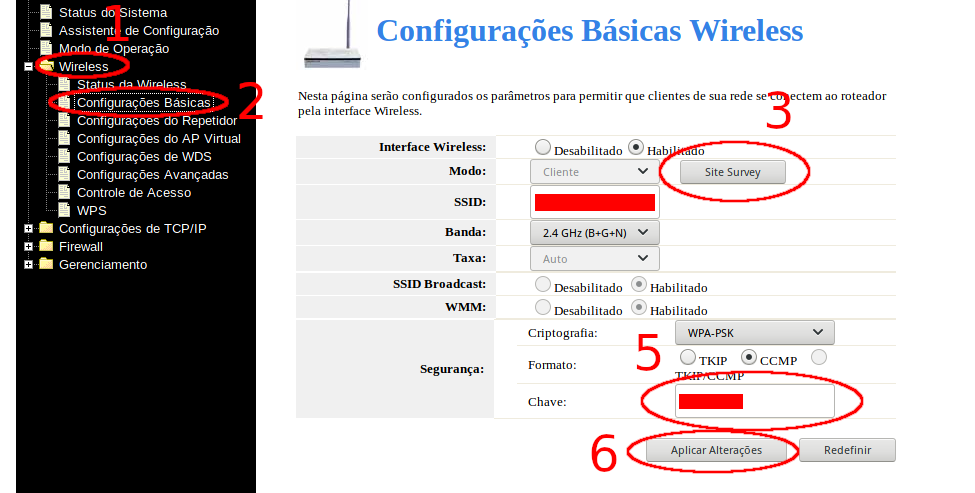 Status do Sistema
Assistente de Configuração
Modo de Operação
1
Wireless
Status da Wireless
Configurações Básicas
2
Configurações do Repetidor
Configurações do AP Virtual
Configurações de WDS
Configurações Avançadas
Controle de Acesso
WPS
Configurações de TCP/IP
Firewall
Gerenciamento
Configurações Básicas Wireless
Nesta página serão configurados os parâmetros para permitir que clientes de sua rede se conectem ao roteador
pela interface Wireless.
3
Interface Wireless: Desabilitado Habilitado
Modo: Cliente Site Survey
SSID:
Banda: 2.4 GHz (B+G+N)
Taxa: Auto
SSID Broadcast: Desabilitado Habilitado
WMM: Desabilitado Habilitado
Segurança:
Criptografia: WPA-PSK
5
Formato: TKIP CCMP
TKIP/CCMP
Chave:
6
Aplicar Alterações Redefinir